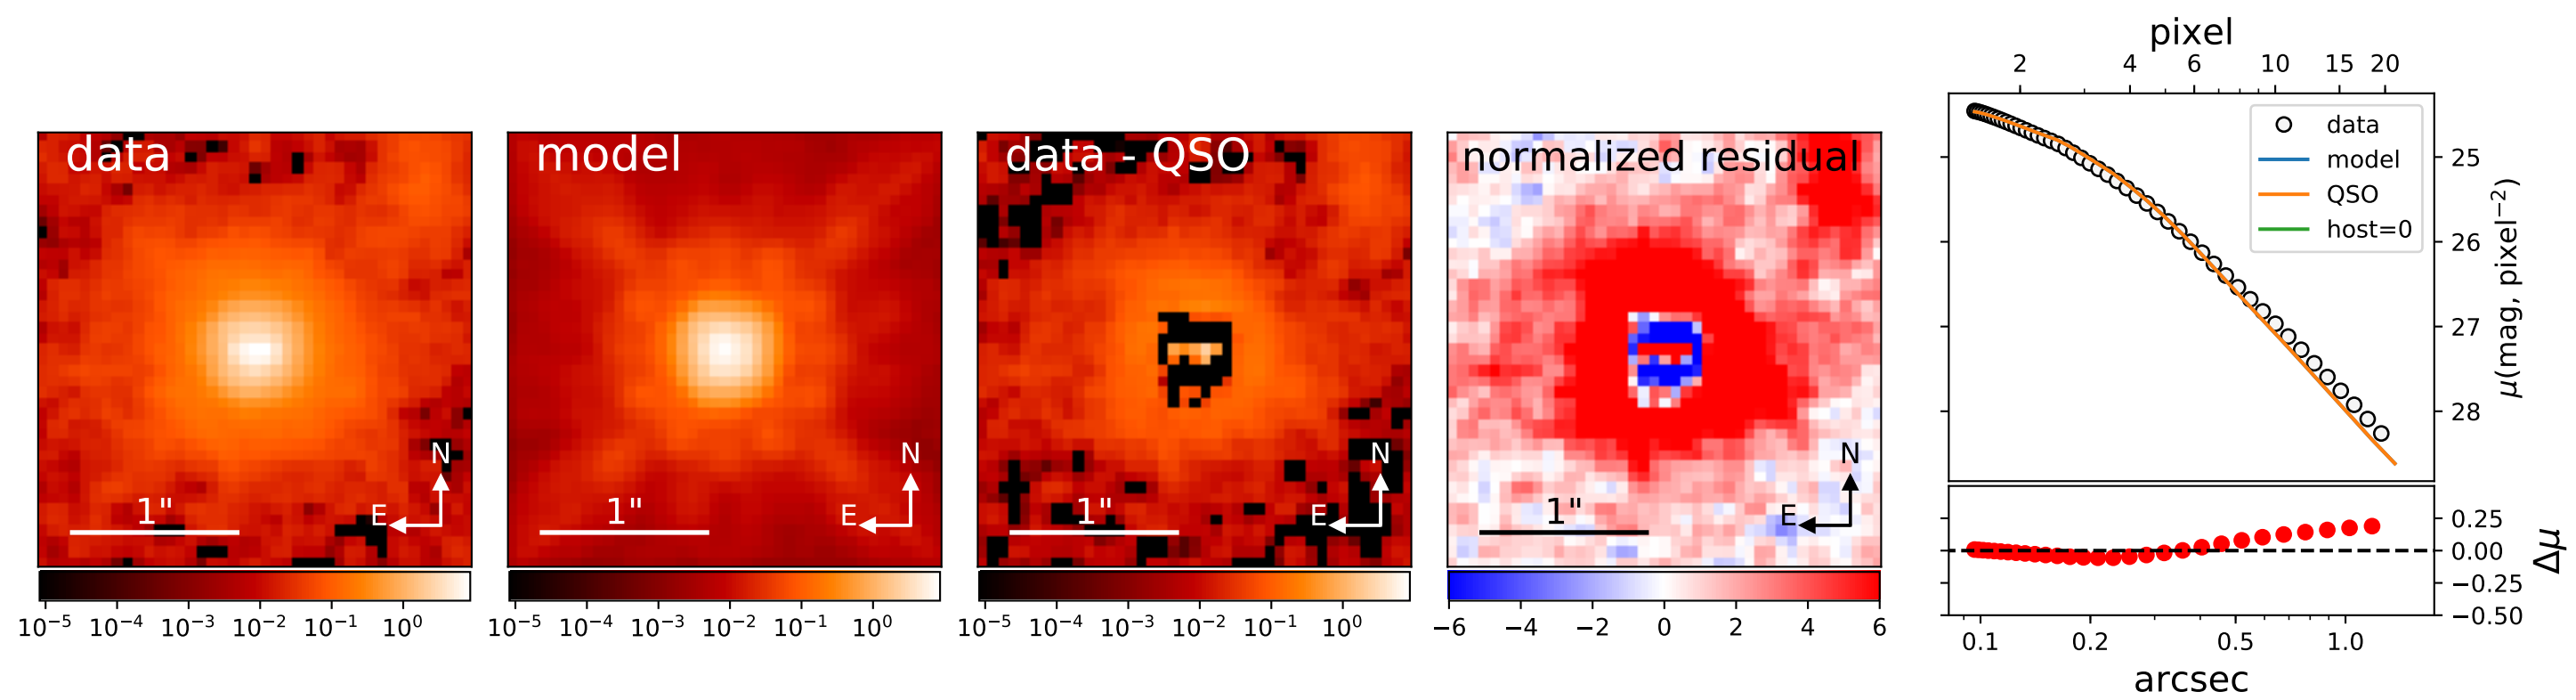 data
N
E
1"
10⁻⁵ 10⁻⁴ 10⁻³ 10⁻² 10⁻¹ 10⁰
model
N
E
1"
10⁻⁵ 10⁻⁴ 10⁻³ 10⁻² 10⁻¹ 10⁰
data - QSO
N
E
1"
10⁻⁵ 10⁻⁴ 10⁻³ 10⁻² 10⁻¹ 10⁰
normalized residual
N
E
1"
−6 −4 −2 0 2 4 6
pixel
2 4 6 10 15 20
data
model
QSO
host=0
25
26
27
28
μ(mag, pixel⁻²)
0.25
0.00
−0.25
−0.50
Δμ
0.1 0.2 0.5 1.0
arcsec